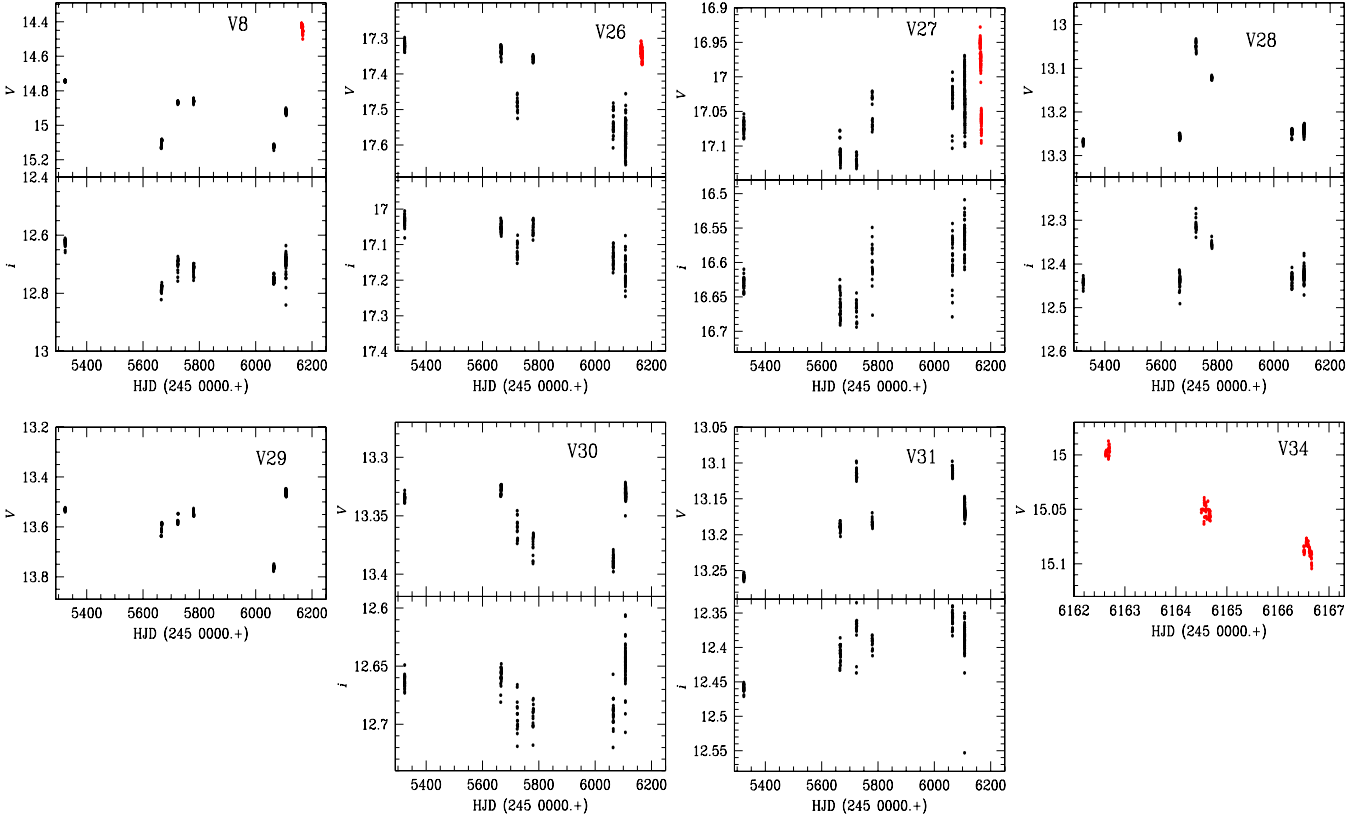 V8
14.4
14.6
V
14.8
15
15.2
12.4
12.6
i
12.8
13
5400 5600 5800 6000 6200
HJD (245 0000.+)
V26
17.3
17.4
V
17.5
17.6
17
17.1
i
17.2
17.3
17.4
5400 5600 5800 6000 6200
HJD (245 0000.+)
V27
16.9
16.95
17
V
17.05
17.1
16.5
16.55
16.6
i
16.65
16.7
5400 5600 5800 6000 6200
HJD (245 0000.+)
V28
13
13.1
V
13.2
13.3
12.3
i
12.4
12.5
12.6
5400 5600 5800 6000 6200
HJD (245 0000.+)
V29
13.2
13.4
V
13.6
13.8
5400 5600 5800 6000 6200
HJD (245 0000.+)
V30
13.3
V
13.35
13.4
12.6
12.65
i
12.7
5400 5600 5800 6000 6200
HJD (245 0000.+)
V31
13.05
13.1
V
13.15
13.2
13.25
12.35
12.4
i
12.45
12.5
12.55
5400 5600 5800 6000 6200
HJD (245 0000.+)
V34
15
V
15.05
15.1
6162 6163 6164 6165 6166 6167
HJD (245 0000.+)